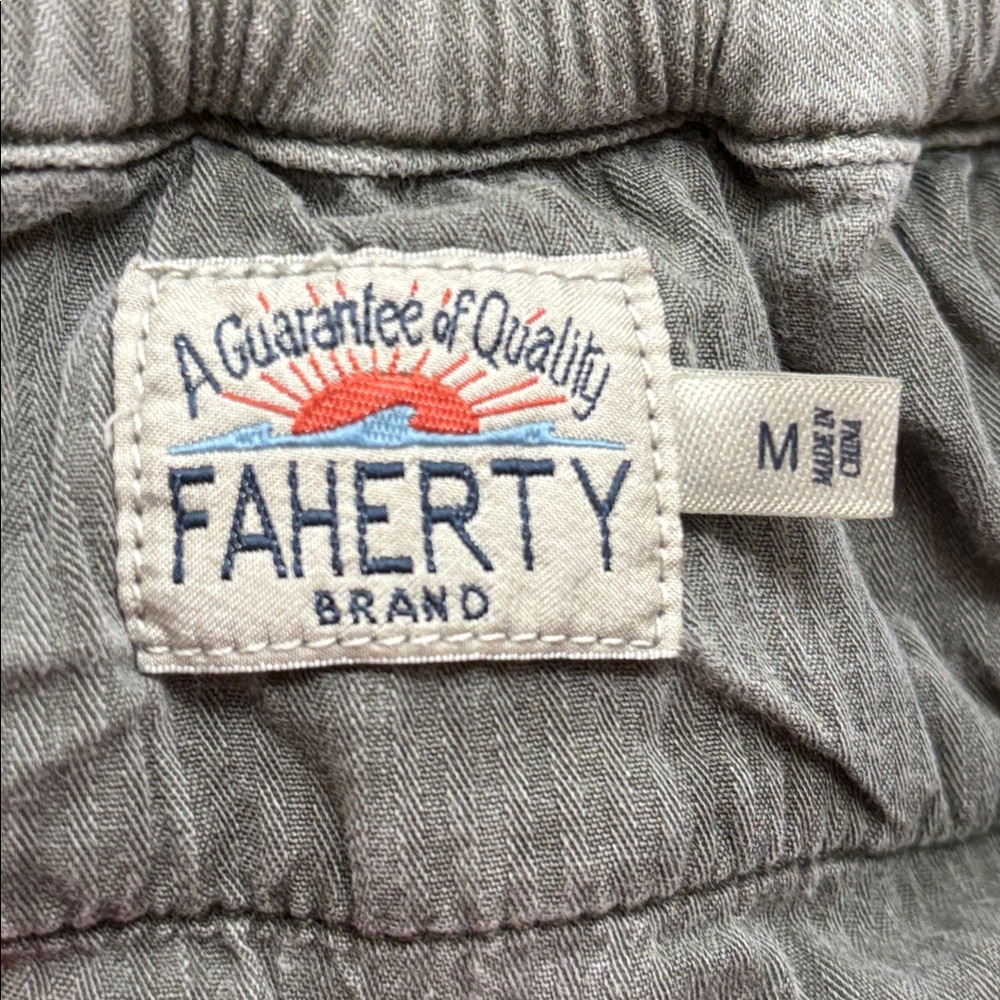 A Guarantee of Quality
FAHERTY
BRAND
M
MADE IN
CHINA